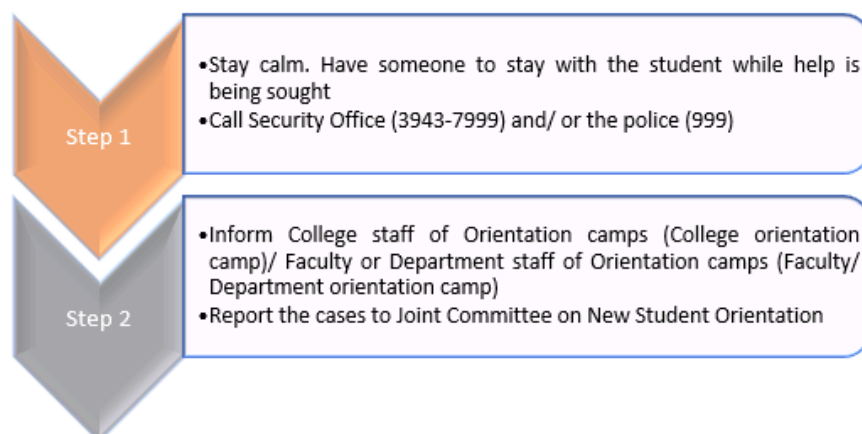 Step 1
•Stay calm. Have someone to stay with the student while help is
being sought
•Call Security Office (3943-7999) and/ or the police (999)
Step 2
•Inform College staff of Orientation camps (College orientation
camp)/ Faculty or Department staff of Orientation camps (Faculty/
Department orientation camp)
•Report the cases to Joint Committee on New Student Orientation